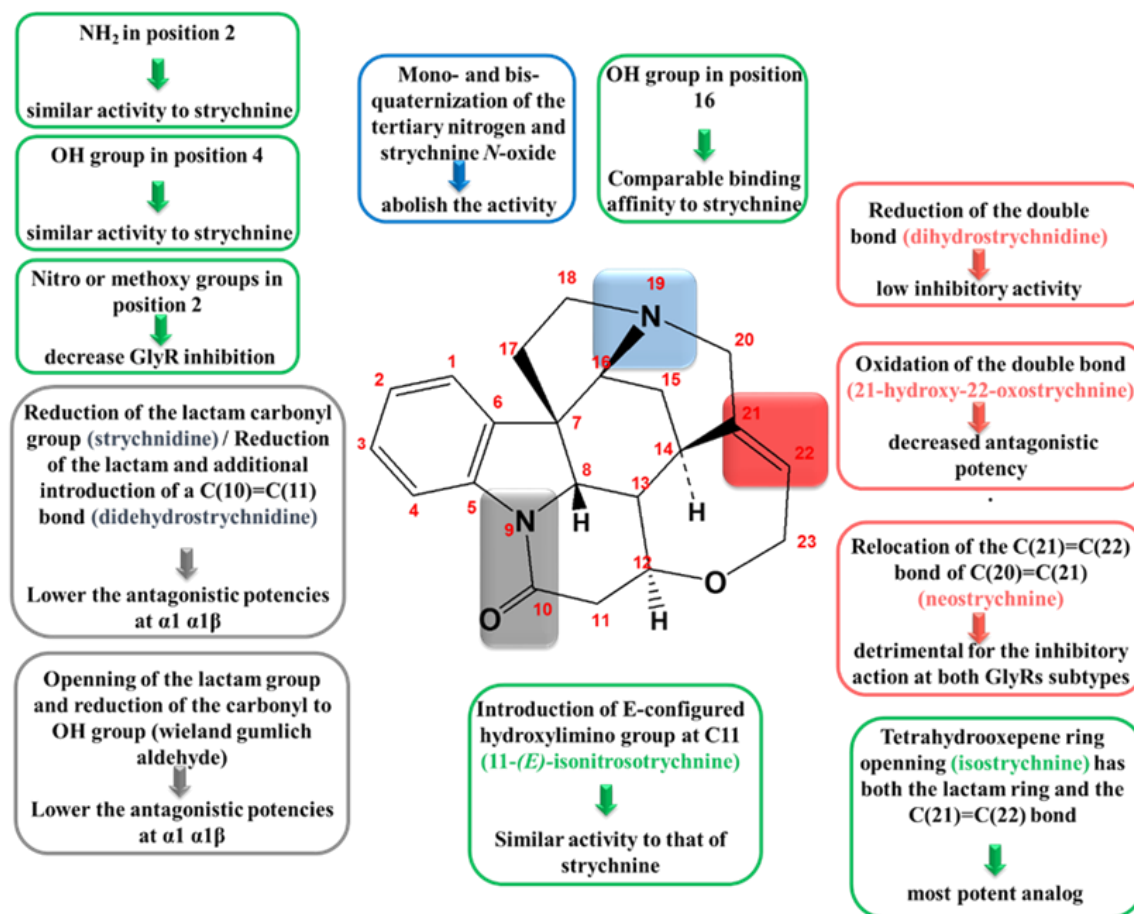 NH2 in position 2
similar activity to strychnine
OH group in position 4
similar activity to strychnine
Nitro or methoxy groups in
position 2
decrease GlyR inhibition
Reduction of the lactam carbonyl
group (strychnidine) / Reduction
of the lactam and additional
introduction of a C(10)=C(11)
bond (didehydrostrychnidine)
Lower the antagonistic potencies
at α1 α1β
Openning of the lactam group
and reduction of the carbonyl to
OH group (wieland gumlich
aldehyde)
Lower the antagonistic potencies
at α1 α1β
Mono- and bis-
quaternization of the
tertiary nitrogen and
strychnine N-oxide
abolish the activity
OH group in position
16
Comparable binding
affinity to strychnine
18
19
N
20
17
16
15
1
2
6
7
21
22
3
14
8
13
4
5
9
N
H
H
23
12
O
10
O
11
H
Introduction of E-configured
hydroxylimino group at C11
(11-(E)-isonitrosotrychnine)
Similar activity to that of
strychnine
Reduction of the double
bond (dihydrostrychnidine)
low inhibitory activity
Oxidation of the double bond
(21-hydroxy-22-oxostrychnine)
decreased antagonistic
potency
.
Relocation of the C(21)=C(22)
bond of C(20)=C(21)
(neostrychnine)
detrimental for the inhibitory
action at both GlyRs subtypes
Tetrahydrooxepene ring
openning (isostrychnine) has
both the lactam ring and the
C(21)=C(22) bond
most potent analog